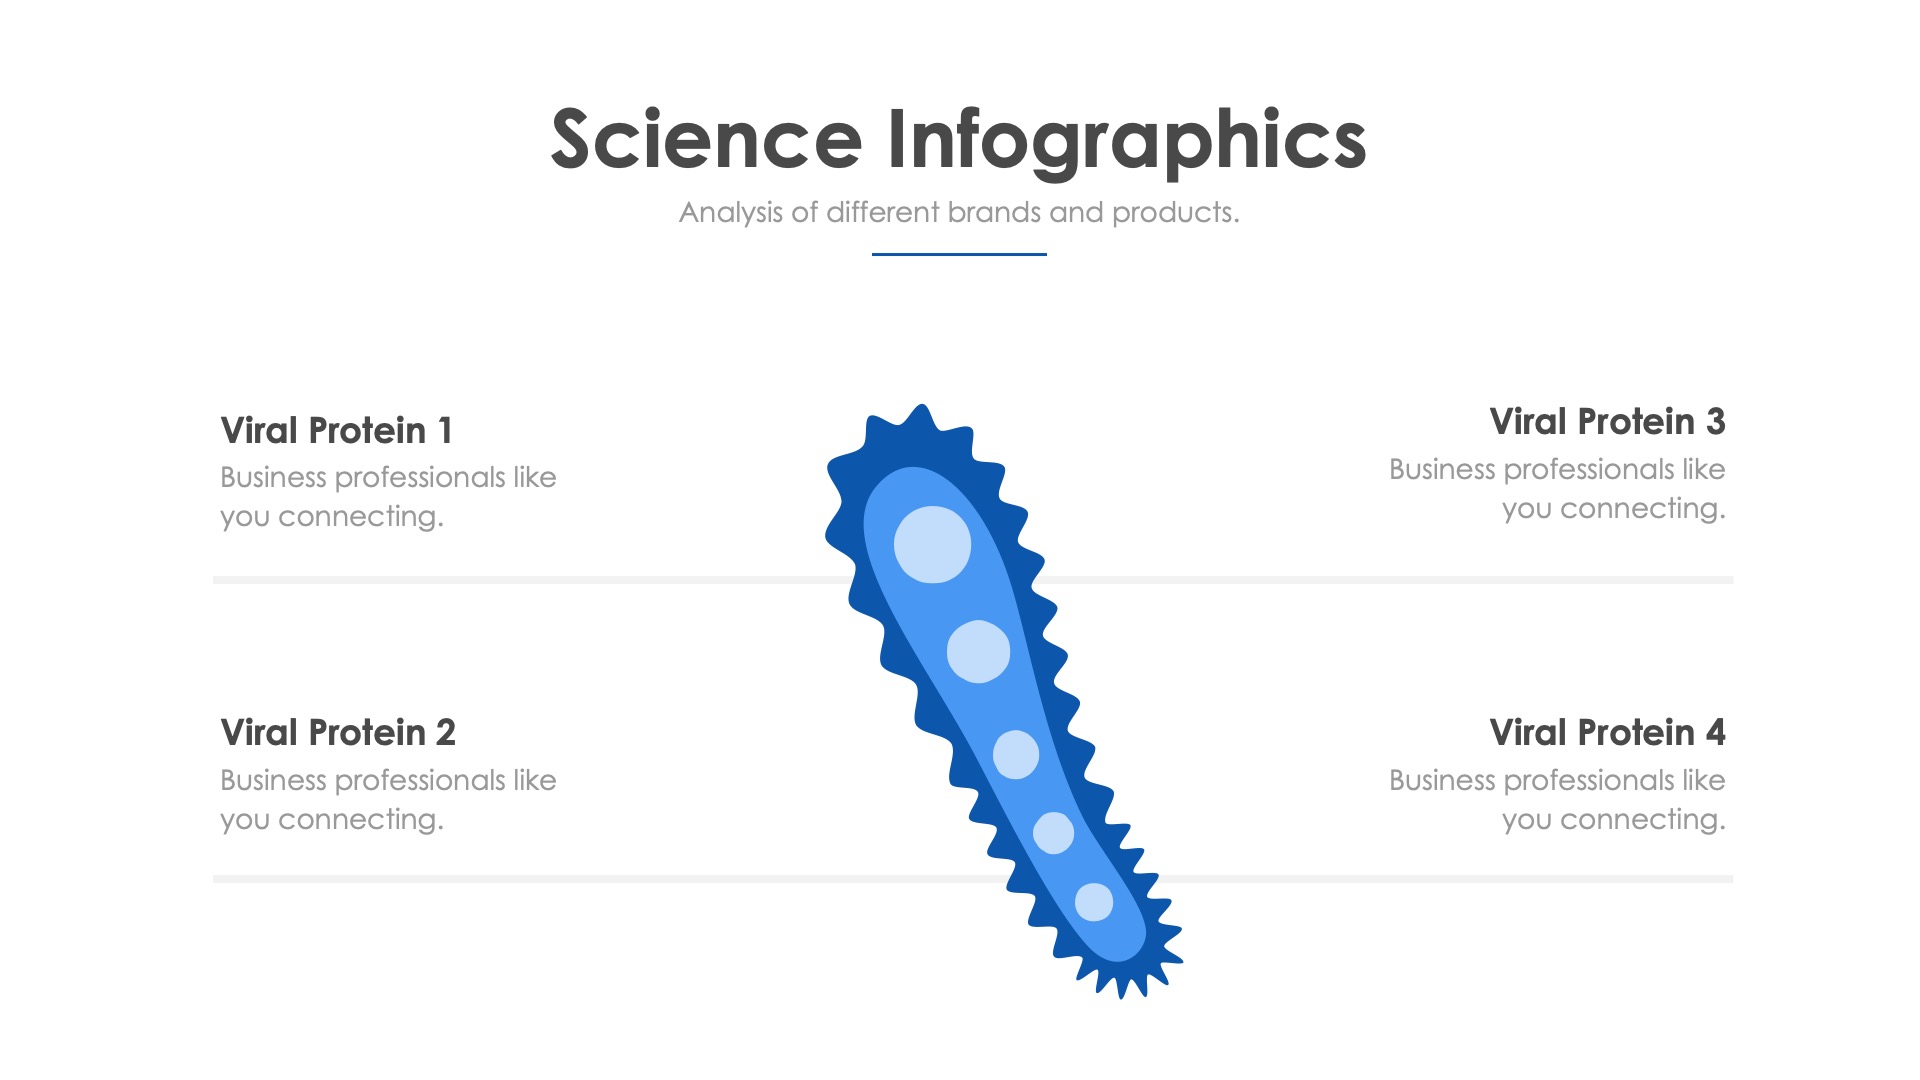 Science Infographics
Analysis of different brands and products.
Viral Protein 1
Business professionals like
you connecting.
Viral Protein 2
Business professionals like
you connecting.
Viral Protein 3
Business professionals like
you connecting.
Viral Protein 4
Business professionals like
you connecting.